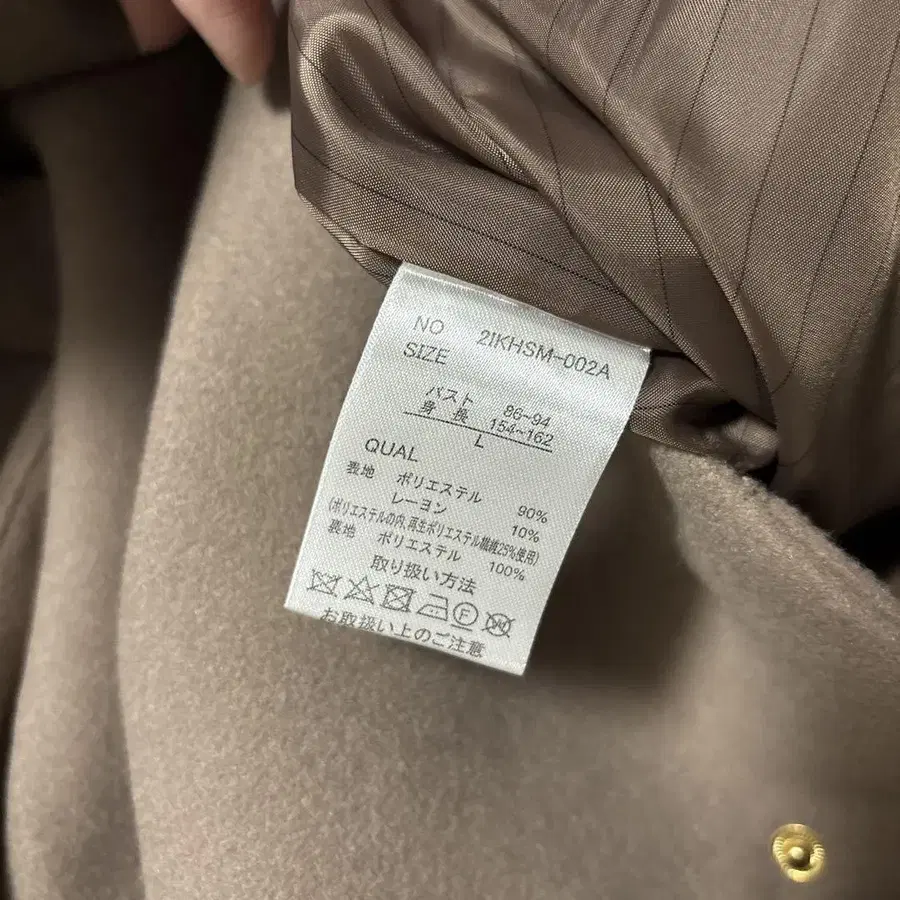 NO 21KHSM-002A
SIZE
バスト 86~94
身長 154~162
L
QUAL
表地 ポリエステル 90%
レーヨン 10%
(ポリエステルの内、再生ポリエステル繊維25%使用)
裏地 ポリエステル 100%
取り扱い方法
F W
お取扱い上のご注意